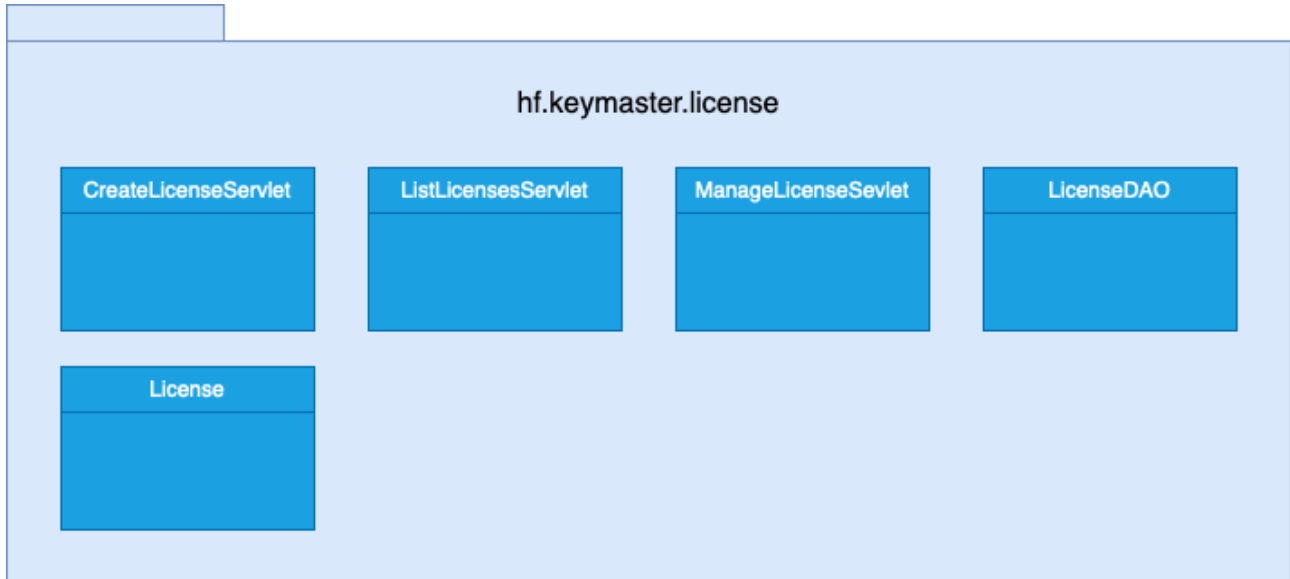 hf.keymaster.license
CreateLicenseServlet
ListLicensesServlet
ManageLicenseSevlet
LicenseDAO
License